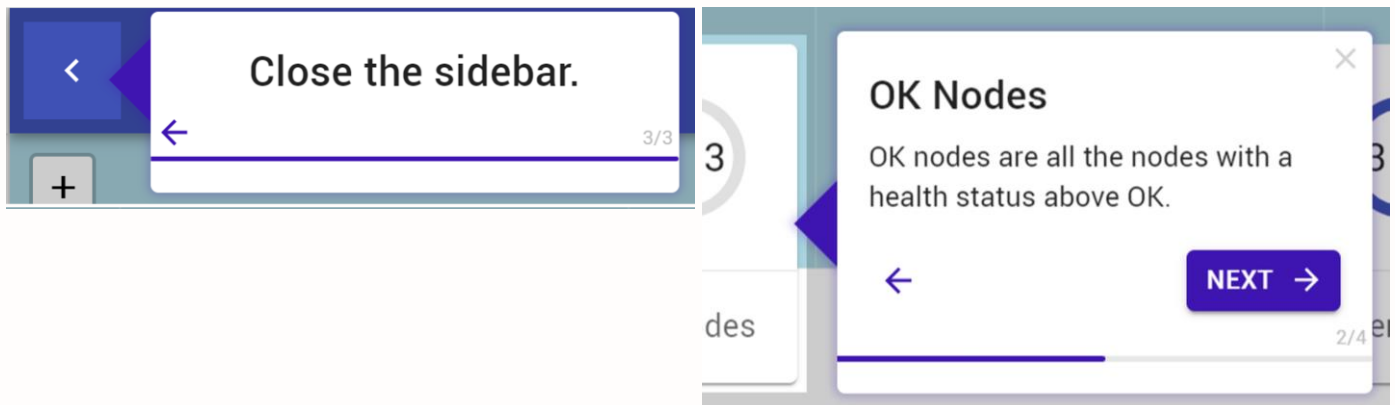 Close the sidebar.
3/3
+
3
OK Nodes
OK nodes are all the nodes with a
health status above OK.
NEXT
des
2/4